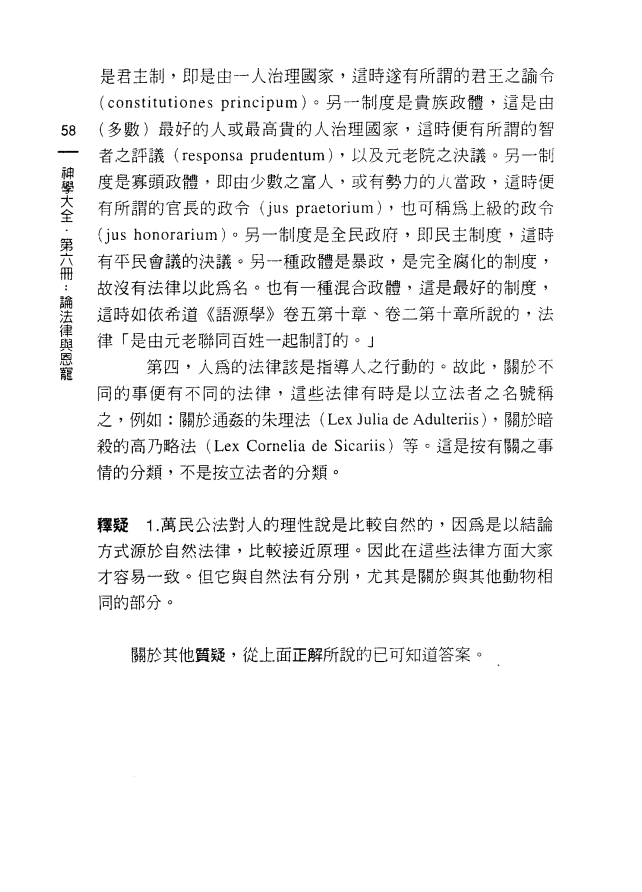 58
神學大全．第六冊：論法律與恩寵
是君主制，即是由一人治理國家，這時遂有所謂的君王之諭令
（constitutiones principum）。另一制度是貴族政體，這是由
（多數）最好的人或最高貴的人治理國家，這時便有所謂的智
者之評議（responsa prudentum），以及元老院之決議。另一制
度是寡頭政體，即由少數之富人，或有勢力的人當政，這時便
有所謂的官長的政令（jus praetorium），也可稱爲上級的政令
（jus honorarium）。另一制度是全民政府，即民主制度，這時
有平民會議的決議。另一種政體是暴政，是完全腐化的制度，
故沒有法律以此爲名。也有一種混合政體，這是最好的制度，
這時如依希道《語源學》卷五第十章、卷二第十章所說的，法
律「是由元老聯同百姓一起制訂的。」
第四，人爲的法律該是指導人之行動的。故此，關於不
同的事便有不同的法律，這些法律有時是以立法者之名號稱
之，例如：關於通姦的朱理法（Lex Julia de Adulteriis），關於暗
殺的高乃略法（Lex Cornelia de Sicariis）等。這是按有關之事
情的分類，不是按立法者的分類。
釋疑　1.萬民公法對人的理性說是比較自然的，因爲是以結論
方式源於自然法律，比較接近原理。因此在這些法律方面大家
才容易一致。但它與自然法有分別，尤其是關於與其他動物相
同的部分。
關於其他質疑，從上面正解所說的已可知道答案。